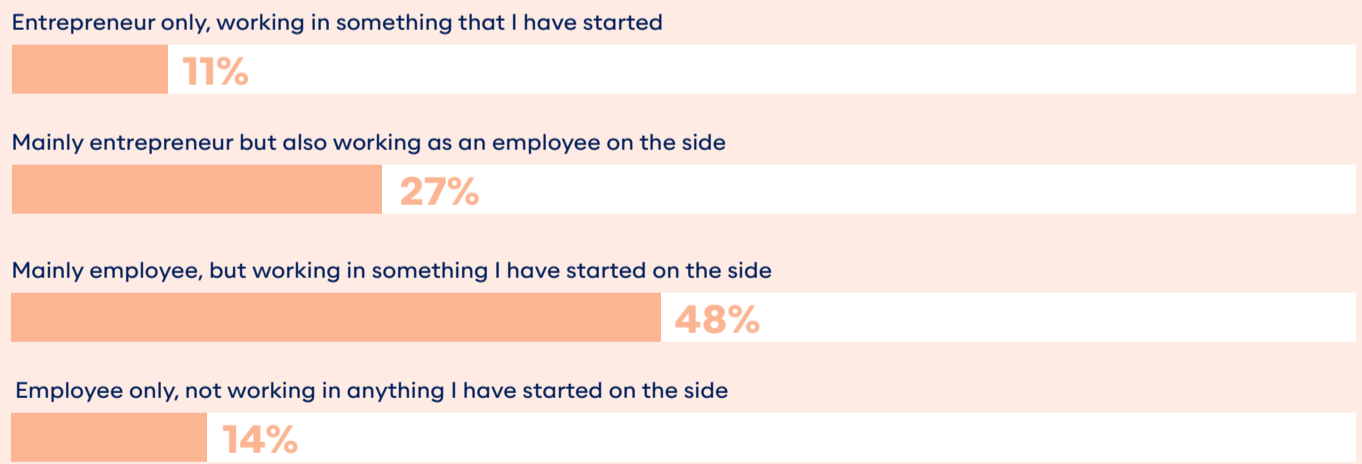 Entrepreneur only, working in something that I have started
11%
Mainly entrepreneur but also working as an employee on the side
27%
Mainly employee, but working in something I have started on the side
48%
Employee only, not working in anything I have started on the side
14%